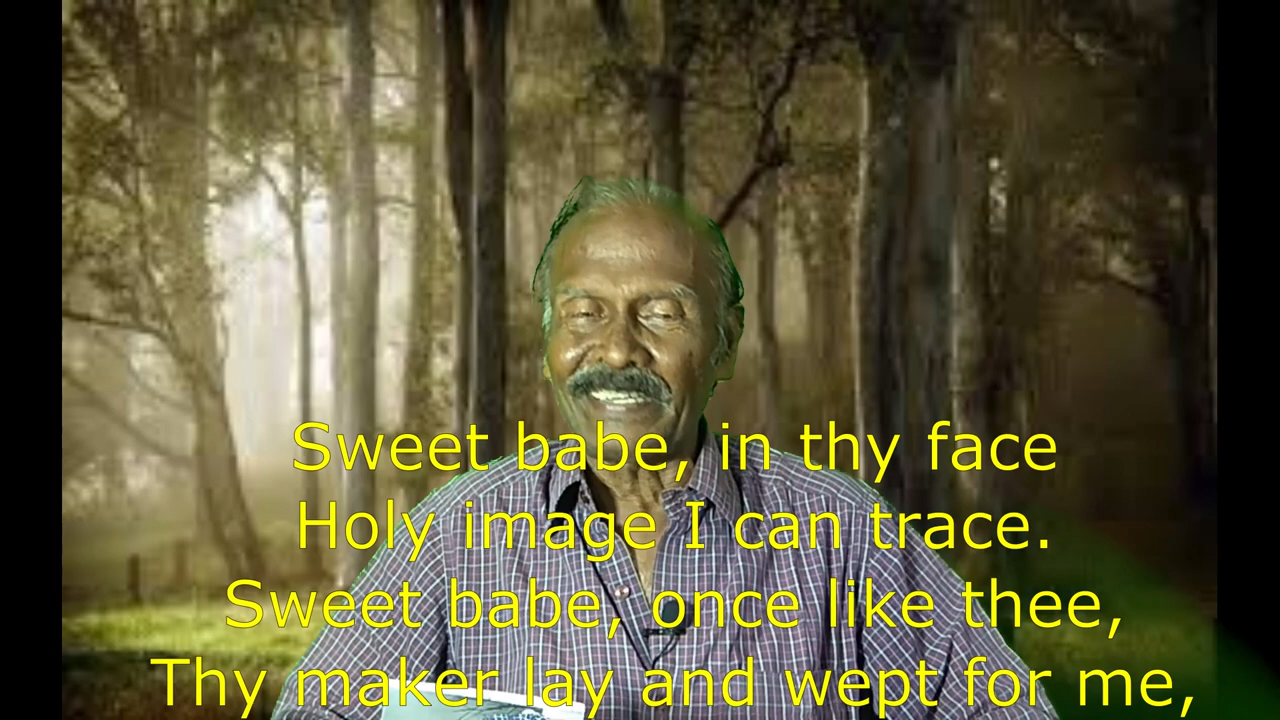 Sweet babe, in thy face
Holy image I can trace.
Sweet babe, once like thee,
Thy maker lay and wept for me,